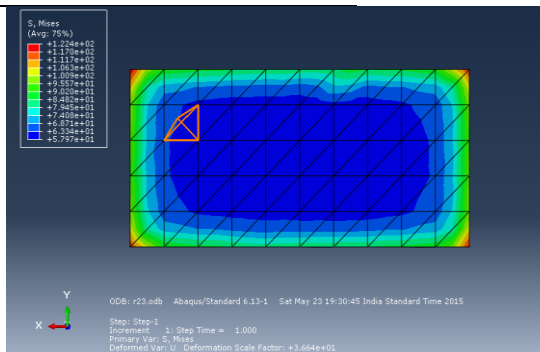 S, Mises
(Avg: 75%)
+1.224e+02
+1.170e+02
+1.117e+02
+1.063e+02
+1.009e+02
+9.557e+01
+9.020e+01
+8.482e+01
+7.945e+01
+7.408e+01
+6.871e+01
+6.334e+01
+5.797e+01
Y
X
Z
ODB: r23.odb Abaqus/Standard 6.13-1 Sat May 23 19:30:45 India Standard Time 2015
Step: Step-1
Increment 1: Step Time = 1.000
Primary Var: S, Mises
Deformed Var: U Deformation Scale Factor: +3.664e+01